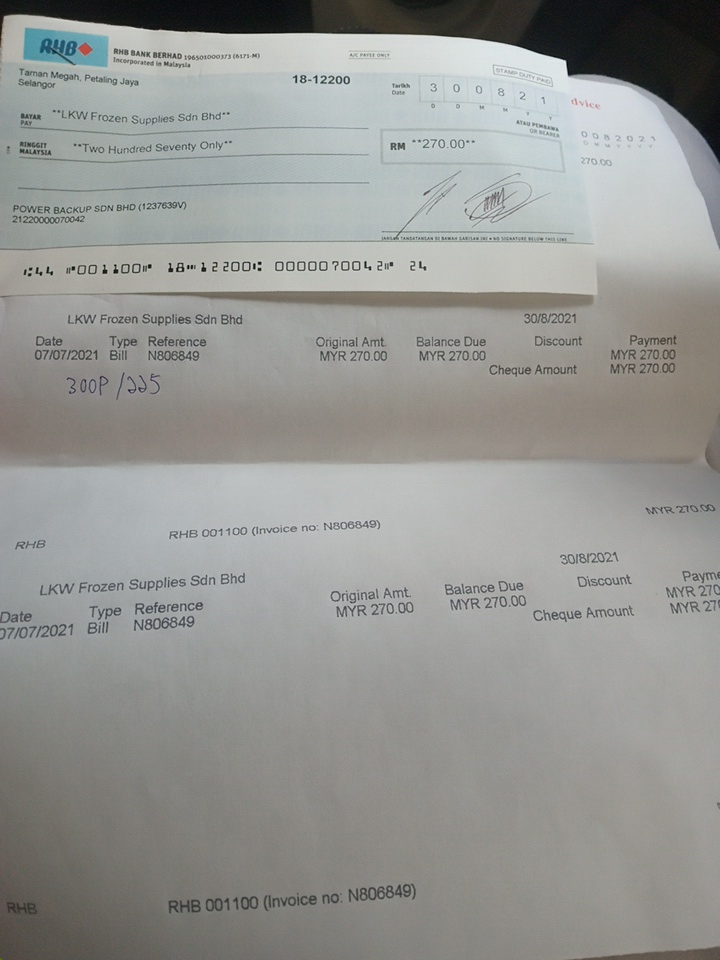 RHB
RHB BANK BERHAD 196501000373 (6171-M)
Incorporated in Malaysia
A/C PAYEE ONLY
STAMP DUTY PAID
Taman Megah, Petaling Jaya
Selangor
18-12200
Tarikh
Date
3 0 0 8 2 1
D D M M Y Y
dvice
BAYAR
PAY
**LKW Frozen Supplies Sdn Bhd**
ATAU PEMBAWA
OR BEARER
0 0 8 2 0 2 1
D M M Y Y Y Y
RINGGIT
MALAYSIA
**Two Hundred Seventy Only**
RM **270.00**
270.00
POWER BACKUP SDN BHD (1237639V)
21220000070042
JANGAN TANDATANGAN DI BAWAH GARISAN INI • NO SIGNATURE BELOW THIS LINE
⑆44 ⑈001100⑈ 18⑉12200⑆ 0000070042⑈ 24
LKW Frozen Supplies Sdn Bhd 30/8/2021
Date Type Reference Original Amt. Balance Due Discount Payment
07/07/2021 Bill N806849 MYR 270.00 MYR 270.00 MYR 270.00
Cheque Amount MYR 270.00
300P/225
MYR 270.00
RHB RHB 001100 (Invoice no: N806849)
30/8/2021
LKW Frozen Supplies Sdn Bhd
Date Type Reference Original Amt. Balance Due Discount Payme
07/07/2021 Bill N806849 MYR 270.00 MYR 270.00 MYR 270
Cheque Amount MYR 27
RHB RHB 001100 (Invoice no: N806849)